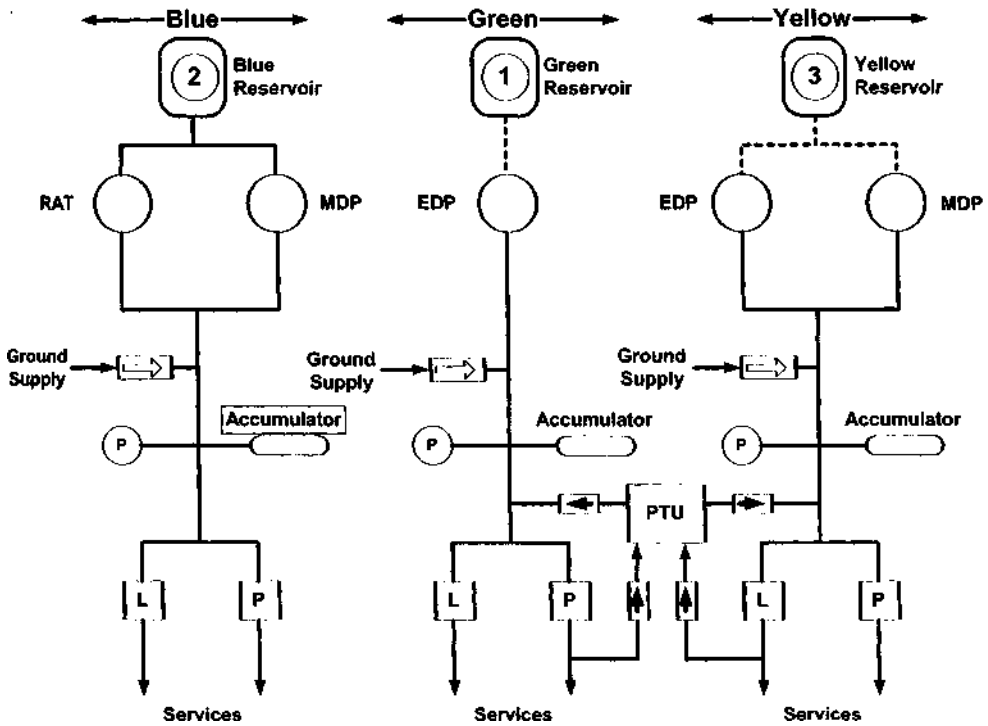 Blue
Green
Yellow
2
Blue
Reservoir
1
Green
Reservoir
3
Yellow
Reservoir
RAT
MDP
EDP
EDP
MDP
Ground
Supply
Ground
Supply
Ground
Supply
P
Accumulator
P
Accumulator
P
Accumulator
PTU
L
P
L
P
L
P
Services
Services
Services